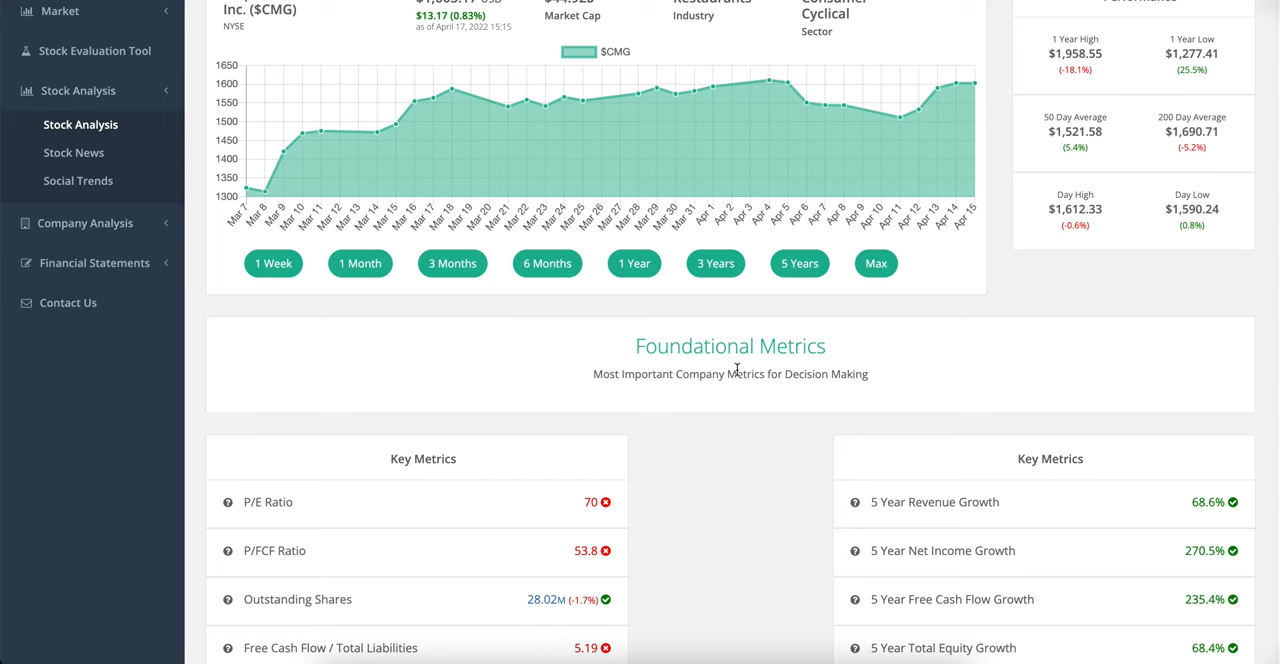 Market
Stock Evaluation Tool
Stock Analysis
Stock Analysis
Stock News
Social Trends
Company Analysis
Financial Statements
Contact Us
Inc. ($CMG)
NYSE
$13.17 (0.83%)
as of April 17, 2022 15:15
Market Cap
Restaurants
Industry
Consumer
Cyclical
Sector
$CMG
1650
1600
1550
1500
1450
1400
1350
1300
Mar 7
Mar 8
Mar 9
Mar 10
Mar 11
Mar 12
Mar 13
Mar 14
Mar 15
Mar 16
Mar 17
Mar 18
Mar 19
Mar 20
Mar 21
Mar 22
Mar 23
Mar 24
Mar 25
Mar 26
Mar 27
Mar 28
Mar 29
Mar 30
Mar 31
Apr 1
Apr 2
Apr 3
Apr 4
Apr 5
Apr 6
Apr 7
Apr 8
Apr 9
Apr 10
Apr 11
Apr 12
Apr 13
Apr 14
Apr 15
1 Week
1 Month
3 Months
6 Months
1 Year
3 Years
5 Years
Max
1 Year High
$1,958.55
(-18.1%)
1 Year Low
$1,277.41
(25.5%)
50 Day Average
$1,521.58
(5.4%)
200 Day Average
$1,690.71
(-5.2%)
Day High
$1,612.33
(-0.6%)
Day Low
$1,590.24
(0.8%)
Foundational Metrics
Most Important Company Metrics for Decision Making
Key Metrics
P/E Ratio 70
P/FCF Ratio 53.8
Outstanding Shares 28.02M (-1.7%)
Free Cash Flow / Total Liabilities 5.19
Key Metrics
5 Year Revenue Growth 68.6%
5 Year Net Income Growth 270.5%
5 Year Free Cash Flow Growth 235.4%
5 Year Total Equity Growth 68.4%